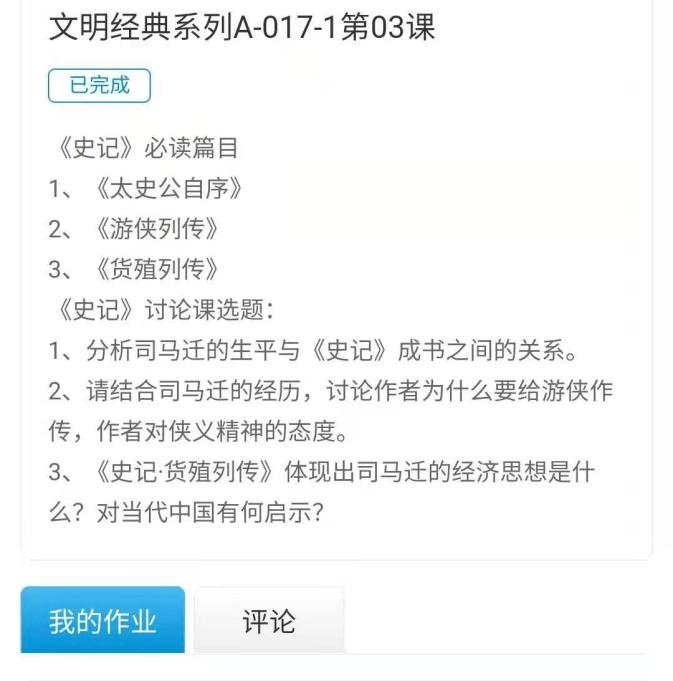 文明经典系列A-017-1第03课
已完成
《史记》必读篇目
1、《太史公自序》
2、《游侠列传》
3、《货殖列传》
《史记》讨论课选题：
1、分析司马迁的生平与《史记》成书之间的关系。
2、请结合司马迁的经历，讨论作者为什么要给游侠作
传，作者对侠义精神的态度。
3、《史记·货殖列传》体现出司马迁的经济思想是什
么？对当代中国有何启示？
我的作业
评论